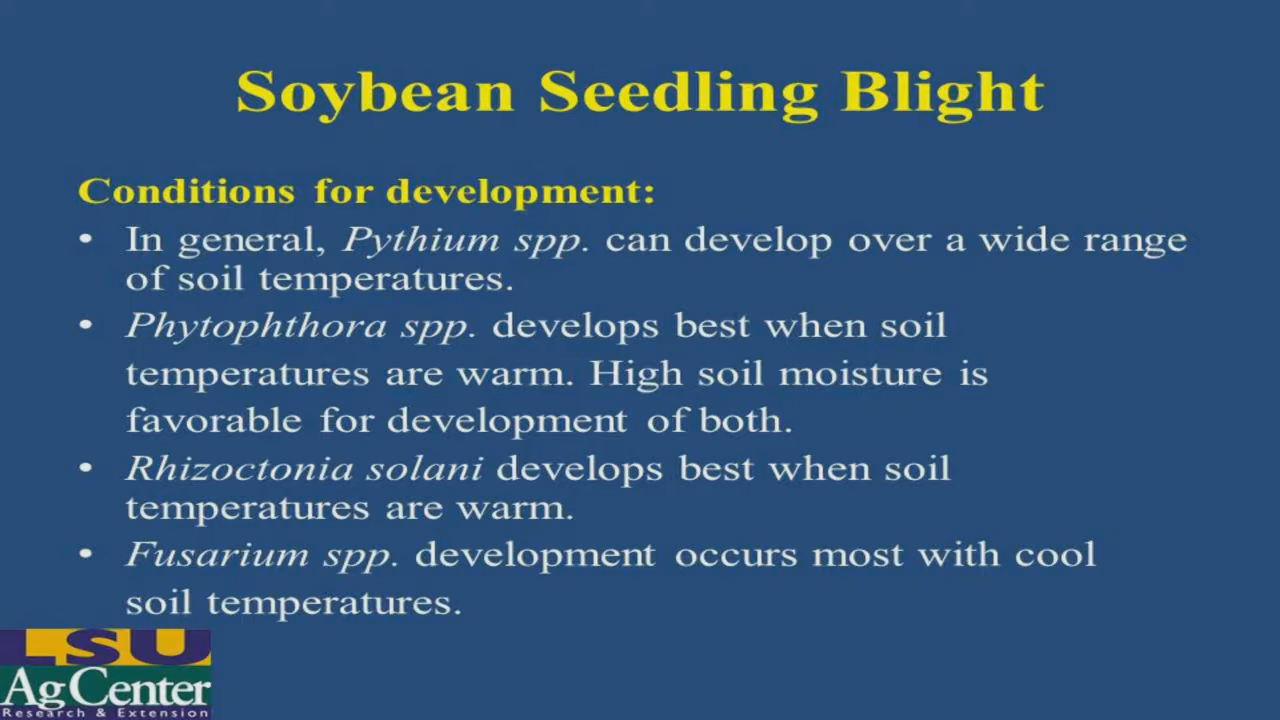 Soybean Seedling Blight
Conditions for development:
• In general, Pythium spp. can develop over a wide range
of soil temperatures.
• Phytophthora spp. develops best when soil
temperatures are warm. High soil moisture is
favorable for development of both.
• Rhizoctonia solani develops best when soil
temperatures are warm.
• Fusarium spp. development occurs most with cool
soil temperatures.
LSU
AgCenter
Research & Extension